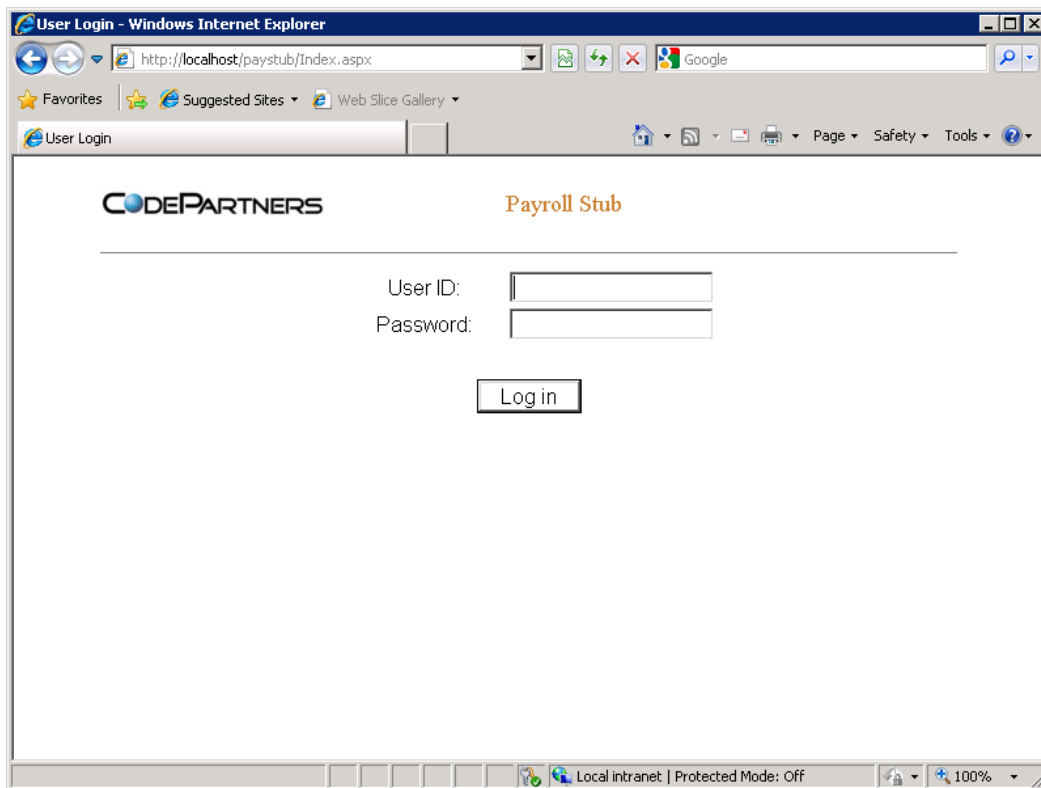 User Login - Windows Internet Explorer
http://localhost/paystub/Index.aspx
Google
Favorites
Suggested Sites
Web Slice Gallery
User Login
Page
Safety
Tools
CODEPARTNERS
Payroll Stub
User ID:
Password:
Log in
Local intranet | Protected Mode: Off
100%